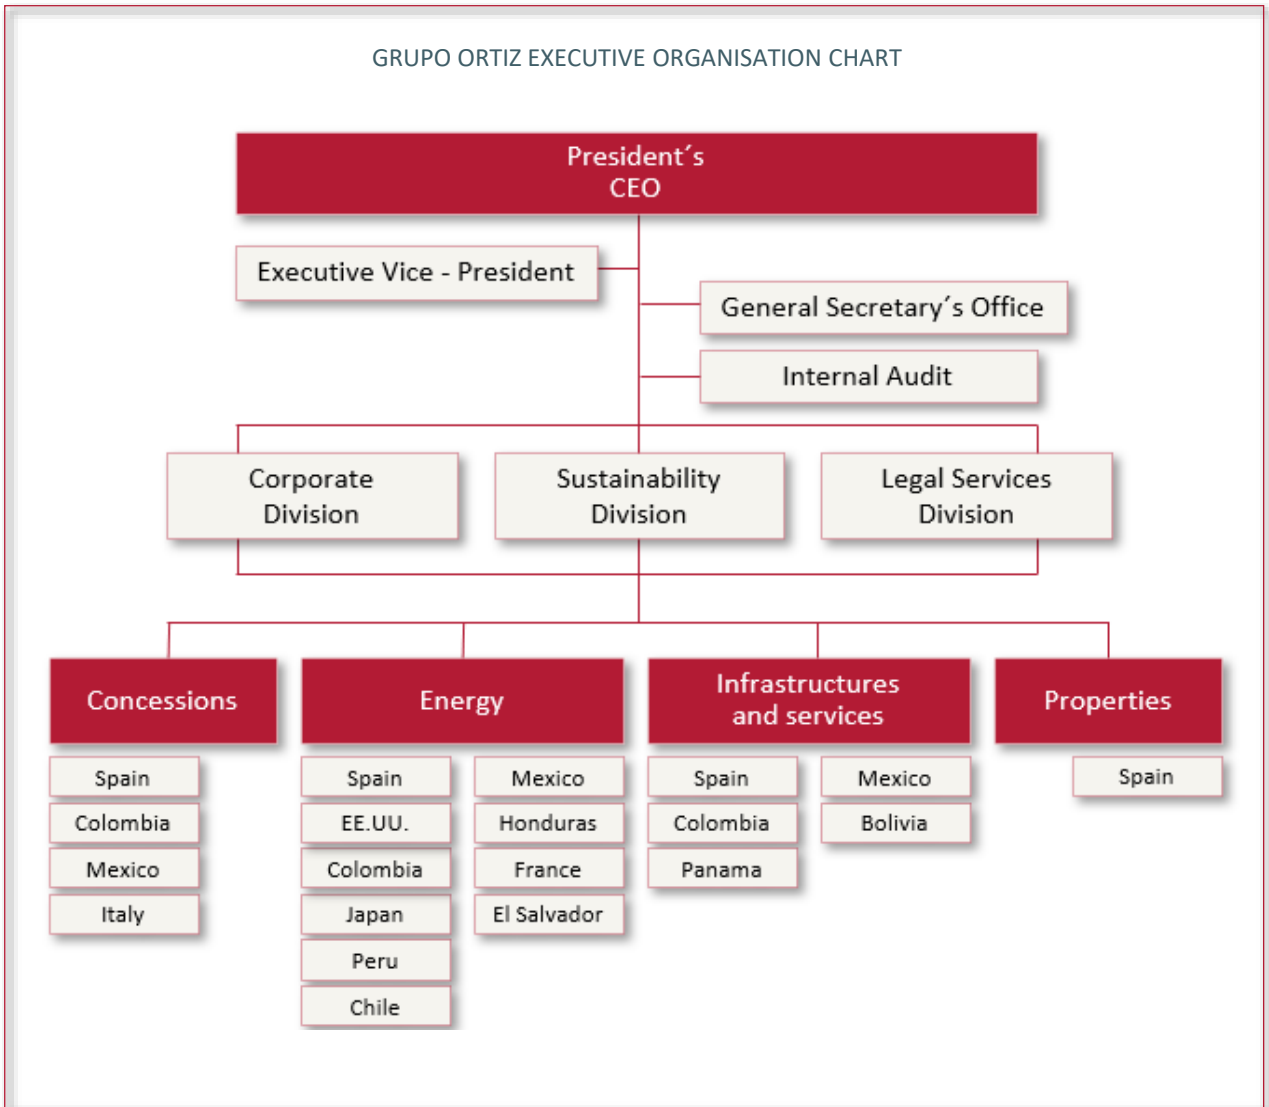 GRUPO ORTIZ EXECUTIVE ORGANISATION CHART
President´s
CEO
Executive Vice - President
General Secretary´s Office
Internal Audit
Corporate
Division
Sustainability
Division
Legal Services
Division
Concessions
Spain
Colombia
Mexico
Italy
Energy
Spain
EE.UU.
Colombia
Japan
Peru
Chile
Mexico
Honduras
France
El Salvador
Infrastructures
and services
Spain
Colombia
Panama
Mexico
Bolivia
Properties
Spain